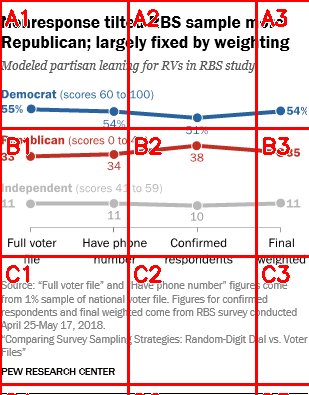 A1 A2 A3
Nonresponse tilted RBS sample more
Republican; largely fixed by weighting
Modeled partisan leaning for RVs in RBS study
Democrat (scores 60 to 100)
55% 54% 51% 54%
B1 B2 B3
Republican (scores 0 to 4
35 34 38 35
Independent (scores 41 to 59)
11 11 10 11
Full voter Have phone Confirmed Final
file number respondents weighted
C1 C2 C3
Source: "Full voter file" and "Have phone number" figures come
from 1% sample of national voter file. Figures for confirmed
respondents and final weighted come from RBS survey conducted
April 25-May 17, 2018.
"Comparing Survey Sampling Strategies: Random-Digit Dial vs. Voter
Files"
PEW RESEARCH CENTER